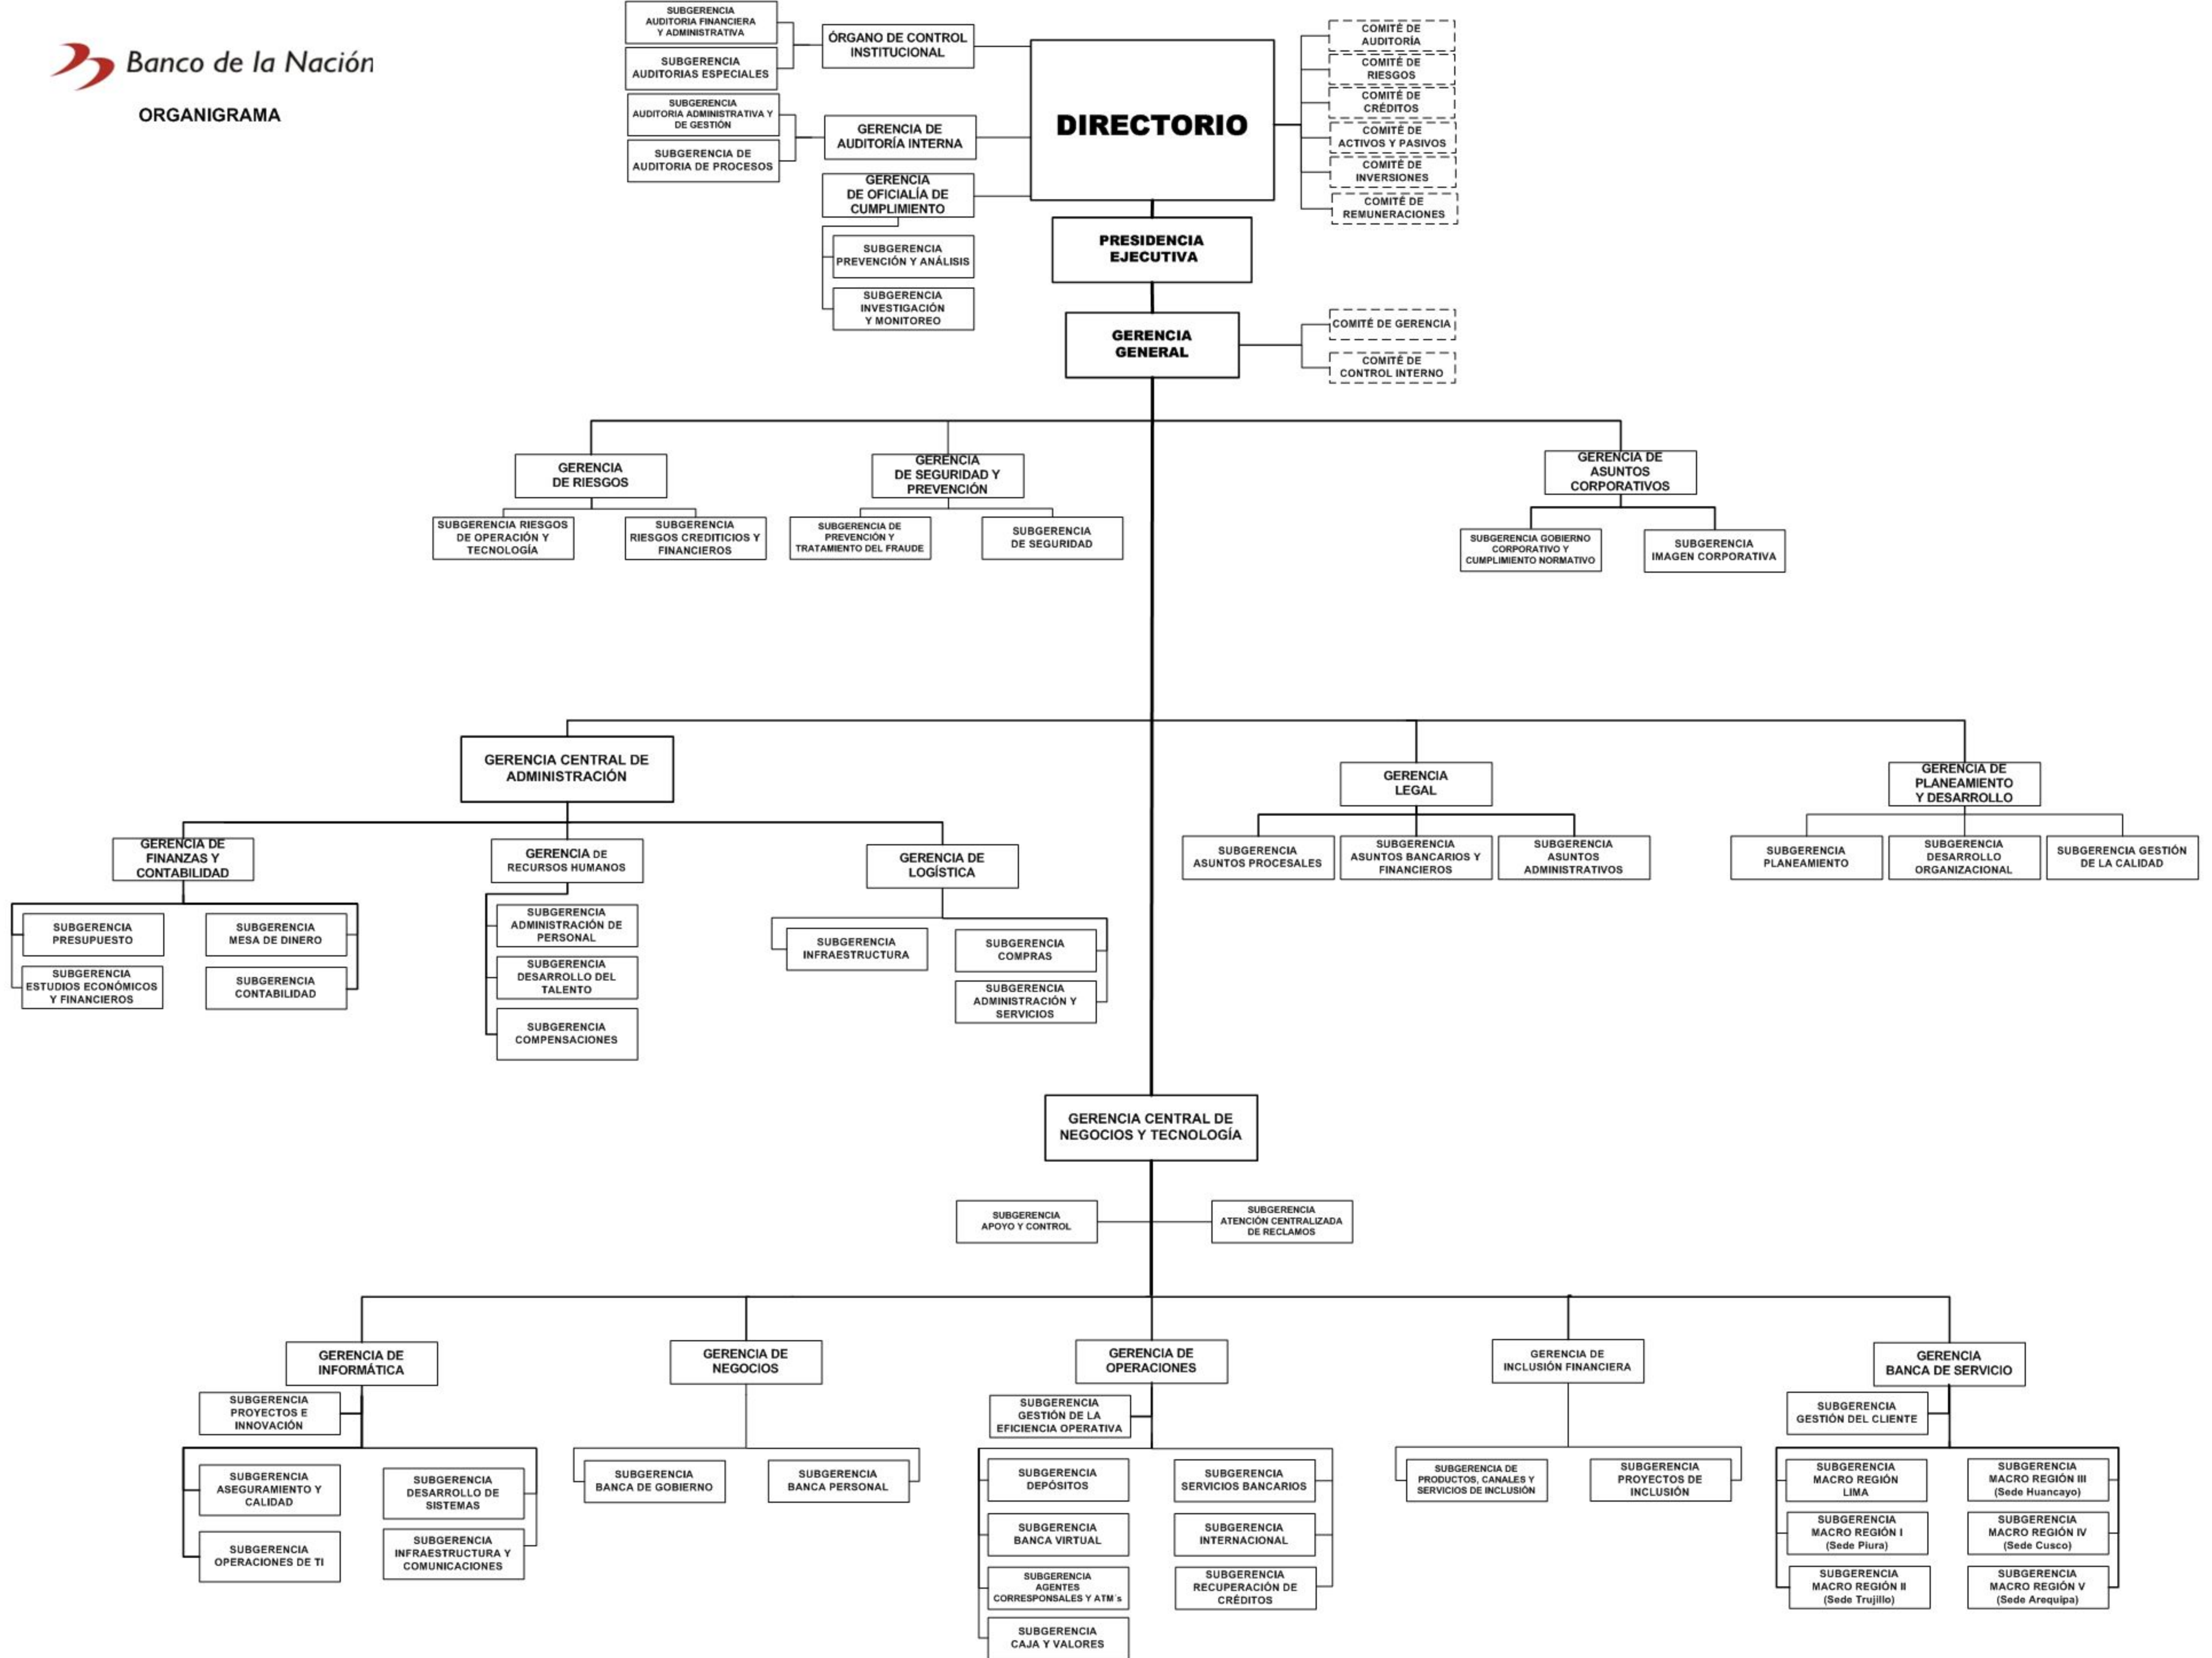 Banco de la Nación
ORGANIGRAMA
SUBGERENCIA
AUDITORIA FINANCIERA
Y ADMINISTRATIVA
SUBGERENCIA
AUDITORIAS ESPECIALES
ÓRGANO DE CONTROL
INSTITUCIONAL
SUBGERENCIA
AUDITORIA ADMINISTRATIVA Y
DE GESTIÓN
SUBGERENCIA DE
AUDITORIA DE PROCESOS
GERENCIA DE
AUDITORÍA INTERNA
GERENCIA
DE OFICIALÍA DE
CUMPLIMIENTO
SUBGERENCIA
PREVENCIÓN Y ANÁLISIS
SUBGERENCIA
INVESTIGACIÓN
Y MONITOREO
DIRECTORIO
COMITÉ DE
AUDITORÍA
COMITÉ DE
RIESGOS
COMITÉ DE
CRÉDITOS
COMITÉ DE
ACTIVOS Y PASIVOS
COMITÉ DE
INVERSIONES
COMITÉ DE
REMUNERACIONES
PRESIDENCIA
EJECUTIVA
GERENCIA
GENERAL
COMITÉ DE GERENCIA
COMITÉ DE
CONTROL INTERNO
GERENCIA
DE RIESGOS
SUBGERENCIA RIESGOS
DE OPERACIÓN Y
TECNOLOGÍA
SUBGERENCIA
RIESGOS CREDITICIOS Y
FINANCIEROS
GERENCIA
DE SEGURIDAD Y
PREVENCIÓN
SUBGERENCIA DE
PREVENCIÓN Y
TRATAMIENTO DEL FRAUDE
SUBGERENCIA
DE SEGURIDAD
GERENCIA DE
ASUNTOS
CORPORATIVOS
SUBGERENCIA GOBIERNO
CORPORATIVO Y
CUMPLIMIENTO NORMATIVO
SUBGERENCIA
IMAGEN CORPORATIVA
GERENCIA CENTRAL DE
ADMINISTRACIÓN
GERENCIA DE
FINANZAS Y
CONTABILIDAD
SUBGERENCIA
PRESUPUESTO
SUBGERENCIA
MESA DE DINERO
SUBGERENCIA
ESTUDIOS ECONÓMICOS
Y FINANCIEROS
SUBGERENCIA
CONTABILIDAD
GERENCIA DE
RECURSOS HUMANOS
SUBGERENCIA
ADMINISTRACIÓN DE
PERSONAL
SUBGERENCIA
DESARROLLO DEL
TALENTO
SUBGERENCIA
COMPENSACIONES
GERENCIA DE
LOGÍSTICA
SUBGERENCIA
INFRAESTRUCTURA
SUBGERENCIA
COMPRAS
SUBGERENCIA
ADMINISTRACIÓN Y
SERVICIOS
GERENCIA
LEGAL
SUBGERENCIA
ASUNTOS PROCESALES
SUBGERENCIA
ASUNTOS BANCARIOS Y
FINANCIEROS
SUBGERENCIA
ASUNTOS
ADMINISTRATIVOS
GERENCIA DE
PLANEAMIENTO
Y DESARROLLO
SUBGERENCIA
PLANEAMIENTO
SUBGERENCIA
DESARROLLO
ORGANIZACIONAL
SUBGERENCIA GESTIÓN
DE LA CALIDAD
GERENCIA CENTRAL DE
NEGOCIOS Y TECNOLOGÍA
SUBGERENCIA
APOYO Y CONTROL
SUBGERENCIA
ATENCIÓN CENTRALIZADA
DE RECLAMOS
GERENCIA DE
INFORMÁTICA
SUBGERENCIA
PROYECTOS E
INNOVACIÓN
SUBGERENCIA
ASEGURAMIENTO Y
CALIDAD
SUBGERENCIA
DESARROLLO DE
SISTEMAS
SUBGERENCIA
OPERACIONES DE TI
SUBGERENCIA
INFRAESTRUCTURA Y
COMUNICACIONES
GERENCIA DE
NEGOCIOS
SUBGERENCIA
BANCA DE GOBIERNO
SUBGERENCIA
BANCA PERSONAL
GERENCIA DE
OPERACIONES
SUBGERENCIA
GESTIÓN DE LA
EFICIENCIA OPERATIVA
SUBGERENCIA
DEPÓSITOS
SUBGERENCIA
SERVICIOS BANCARIOS
SUBGERENCIA
BANCA VIRTUAL
SUBGERENCIA
INTERNACIONAL
SUBGERENCIA
AGENTES
CORRESPONSALES Y ATM´s
SUBGERENCIA
RECUPERACIÓN DE
CRÉDITOS
SUBGERENCIA
CAJA Y VALORES
GERENCIA DE
INCLUSIÓN FINANCIERA
SUBGERENCIA DE
PRODUCTOS, CANALES Y
SERVICIOS DE INCLUSIÓN
SUBGERENCIA
PROYECTOS DE
INCLUSIÓN
GERENCIA
BANCA DE SERVICIO
SUBGERENCIA
GESTIÓN DEL CLIENTE
SUBGERENCIA
MACRO REGIÓN
LIMA
SUBGERENCIA
MACRO REGIÓN III
(Sede Huancayo)
SUBGERENCIA
MACRO REGIÓN I
(Sede Piura)
SUBGERENCIA
MACRO REGIÓN IV
(Sede Cusco)
SUBGERENCIA
MACRO REGIÓN II
(Sede Trujillo)
SUBGERENCIA
MACRO REGIÓN V
(Sede Arequipa)